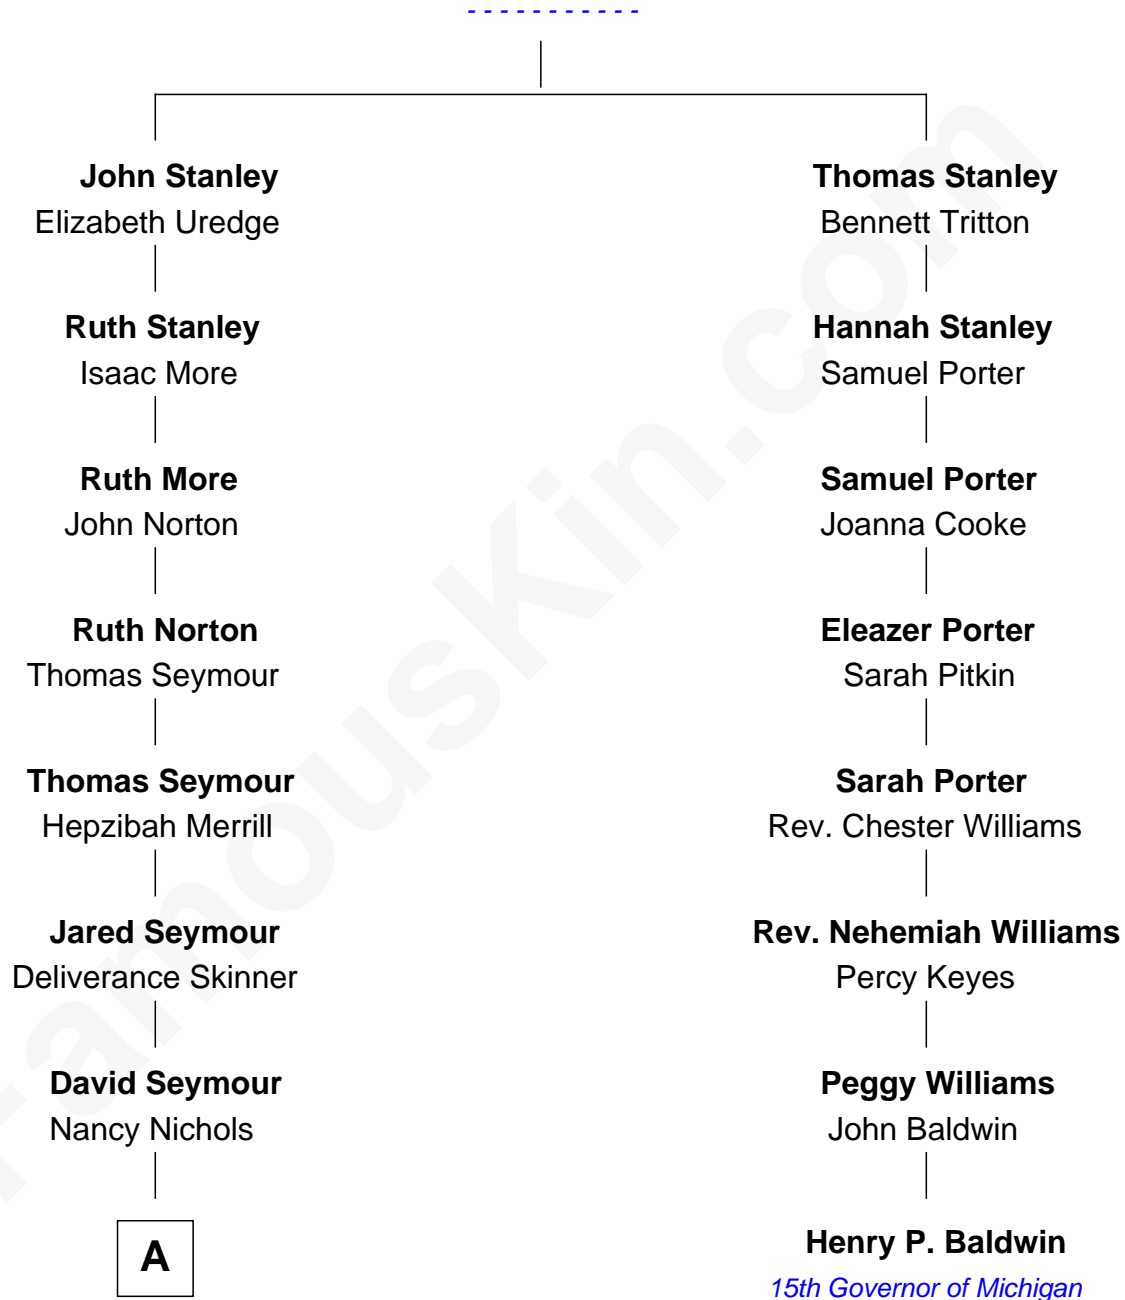 - - - - - - - - - - -
John Stanley
Elizabeth Uredge
Thomas Stanley
Bennett Tritton
Ruth Stanley
Isaac More
Hannah Stanley
Samuel Porter
Ruth More
John Norton
Samuel Porter
Joanna Cooke
Ruth Norton
Thomas Seymour
Eleazer Porter
Sarah Pitkin
Thomas Seymour
Hepzibah Merrill
Sarah Porter
Rev. Chester Williams
Jared Seymour
Deliverance Skinner
Rev. Nehemiah Williams
Percy Keyes
David Seymour
Nancy Nichols
Peggy Williams
John Baldwin
A
Henry P. Baldwin
15th Governor of Michigan
FamousKin.com